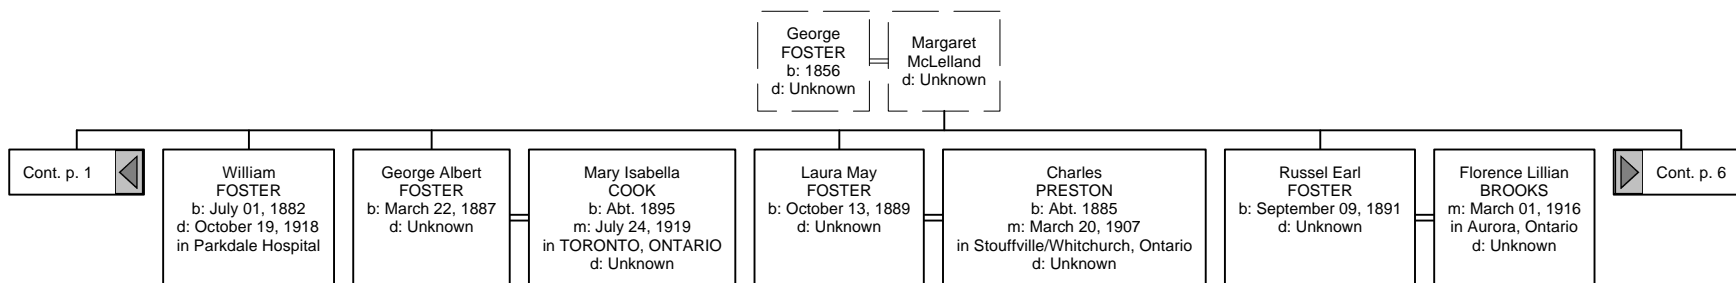 George
FOSTER
b: 1856
d: Unknown
Margaret
McLelland
d: Unknown
Cont. p. 1
William
FOSTER
b: July 01, 1882
d: October 19, 1918
in Parkdale Hospital
George Albert
FOSTER
b: March 22, 1887
d: Unknown
Mary Isabella
COOK
b: Abt. 1895
m: July 24, 1919
in TORONTO, ONTARIO
d: Unknown
Laura May
FOSTER
b: October 13, 1889
d: Unknown
Charles
PRESTON
b: Abt. 1885
m: March 20, 1907
in Stouffville/Whitchurch, Ontario
d: Unknown
Russel Earl
FOSTER
b: September 09, 1891
d: Unknown
Florence Lillian
BROOKS
m: March 01, 1916
in Aurora, Ontario
d: Unknown
Cont. p. 6